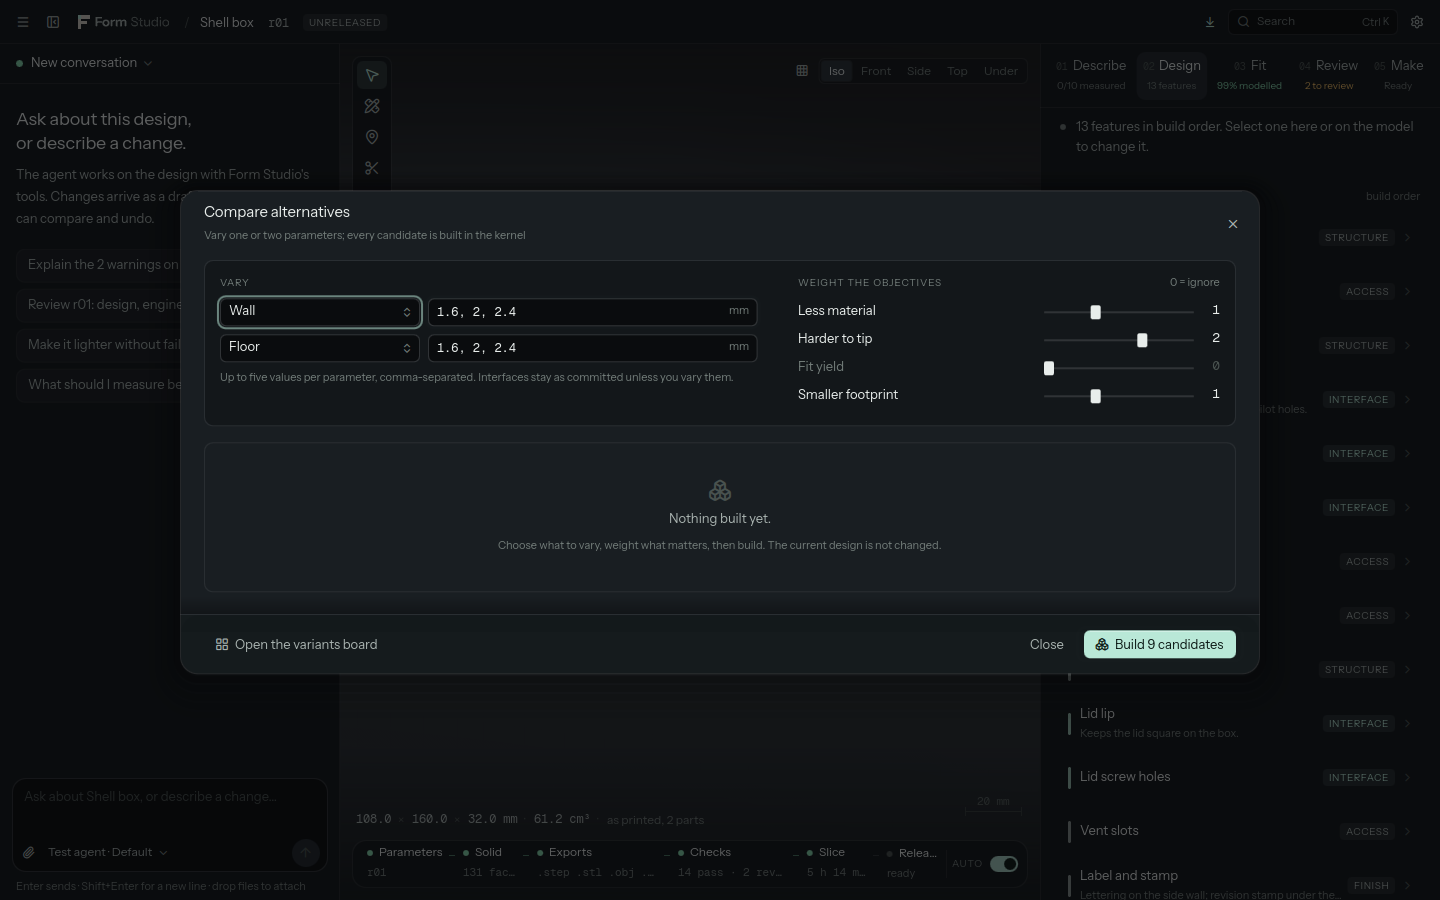 Form Studio / Shell box r01 UNRELEASED
Search Ctrl K
New conversation
Ask about this design,
or describe a change.
The agent works on the design with Form Studio's
tools. Changes arrive as a
can compare and undo.
Explain the 2 warnings on
Review r01: design,
Make it lighter without
What should I measure
Iso Front Side Top Under
01 Describe 02 Design 03 Fit 04 Review 05 Make
0/10 measured 13 features 99% modelled 2 to review Ready
13 features in build order. Select one here or on the model
to change it.
build order
STRUCTURE
ACCESS
STRUCTURE
INTERFACE
holes.
INTERFACE
INTERFACE
ACCESS
ACCESS
STRUCTURE
Compare alternatives
Vary one or two parameters; every candidate is built in the kernel
VARY
Wall 1.6, 2, 2.4 mm
Floor 1.6, 2, 2.4 mm
Up to five values per parameter, comma-separated. Interfaces stay as committed unless you vary them.
WEIGHT THE OBJECTIVES 0 = ignore
Less material 1
Harder to tip 2
Fit yield 0
Smaller footprint 1
Nothing built yet.
Choose what to vary, weight what matters, then build. The current design is not changed.
Open the variants board
Close
Build 9 candidates
Lid lip INTERFACE
Keeps the lid square on the box.
Lid screw holes INTERFACE
Vent slots ACCESS
Label and stamp FINISH
Lettering on the side wall; revision stamp under the...
20 mm
108.0 × 160.0 × 32.0 mm · 61.2 cm³ · as printed, 2 parts
Parameters ... Solid ... Exports ... Checks ... Slice ... Relea...
r01 131 fac... .step .stl .obj ... 14 pass · 2 rev... 5 h 14 m... ready
AUTO
Ask about Shell box, or describe a change...
Test agent · Default
Enter sends · Shift+Enter for a new line · drop files to attach